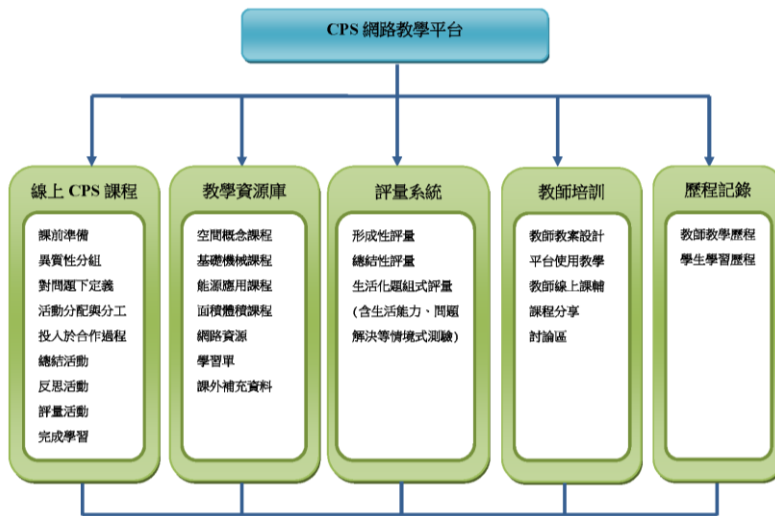 CPS 網路教學平台
線上 CPS 課程
課前準備
異質性分組
對問題下定義
活動分配與分工
投入於合作過程
總結活動
反思活動
評量活動
完成學習
教學資源庫
空間概念課程
基礎機械課程
能源應用課程
面積體積課程
網路資源
學習單
課外補充資料
評量系統
形成性評量
總結性評量
生活化題組式評量
(含生活能力、問題
解決等情境式測驗)
教師培訓
教師教案設計
平台使用教學
教師線上課輔
課程分享
討論區
歷程記錄
教師教學歷程
學生學習歷程